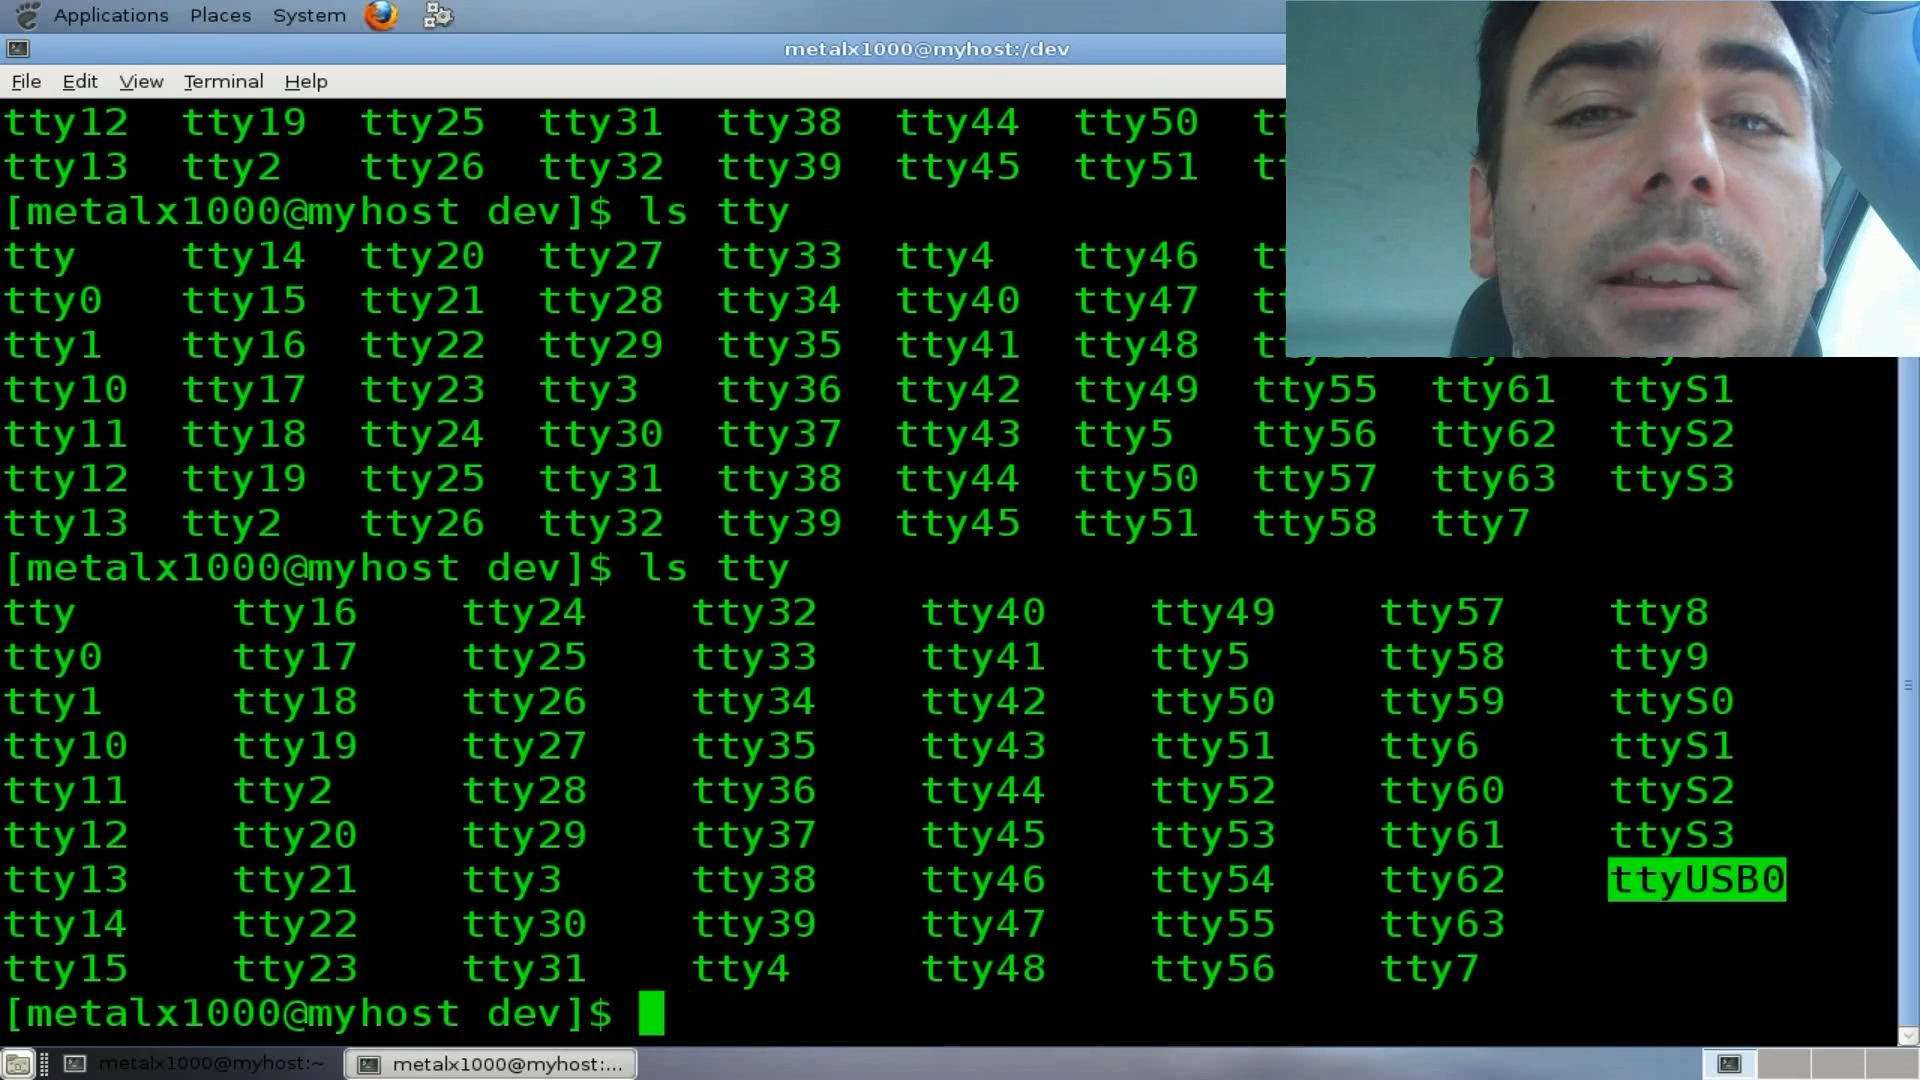 Applications Places System
metalx1000@myhost:/dev
File Edit View Terminal Help
tty12 tty19 tty25 tty31 tty38 tty44 tty50
tty13 tty2 tty26 tty32 tty39 tty45 tty51
[metalx1000@myhost dev]$ ls tty
tty tty14 tty20 tty27 tty33 tty4 tty46
tty0 tty15 tty21 tty28 tty34 tty40 tty47
tty1 tty16 tty22 tty29 tty35 tty41 tty48
tty10 tty17 tty23 tty3 tty36 tty42 tty49 tty55 tty61 ttyS1
tty11 tty18 tty24 tty30 tty37 tty43 tty5 tty56 tty62 ttyS2
tty12 tty19 tty25 tty31 tty38 tty44 tty50 tty57 tty63 ttyS3
tty13 tty2 tty26 tty32 tty39 tty45 tty51 tty58 tty7
[metalx1000@myhost dev]$ ls tty
tty tty16 tty24 tty32 tty40 tty49 tty57 tty8
tty0 tty17 tty25 tty33 tty41 tty5 tty58 tty9
tty1 tty18 tty26 tty34 tty42 tty50 tty59 ttyS0
tty10 tty19 tty27 tty35 tty43 tty51 tty6 ttyS1
tty11 tty2 tty28 tty36 tty44 tty52 tty60 ttyS2
tty12 tty20 tty29 tty37 tty45 tty53 tty61 ttyS3
tty13 tty21 tty3 tty38 tty46 tty54 tty62 ttyUSB0
tty14 tty22 tty30 tty39 tty47 tty55 tty63
tty15 tty23 tty31 tty4 tty48 tty56 tty7
[metalx1000@myhost dev]$
metalx1000@myhost:~ metalx1000@myhost:...